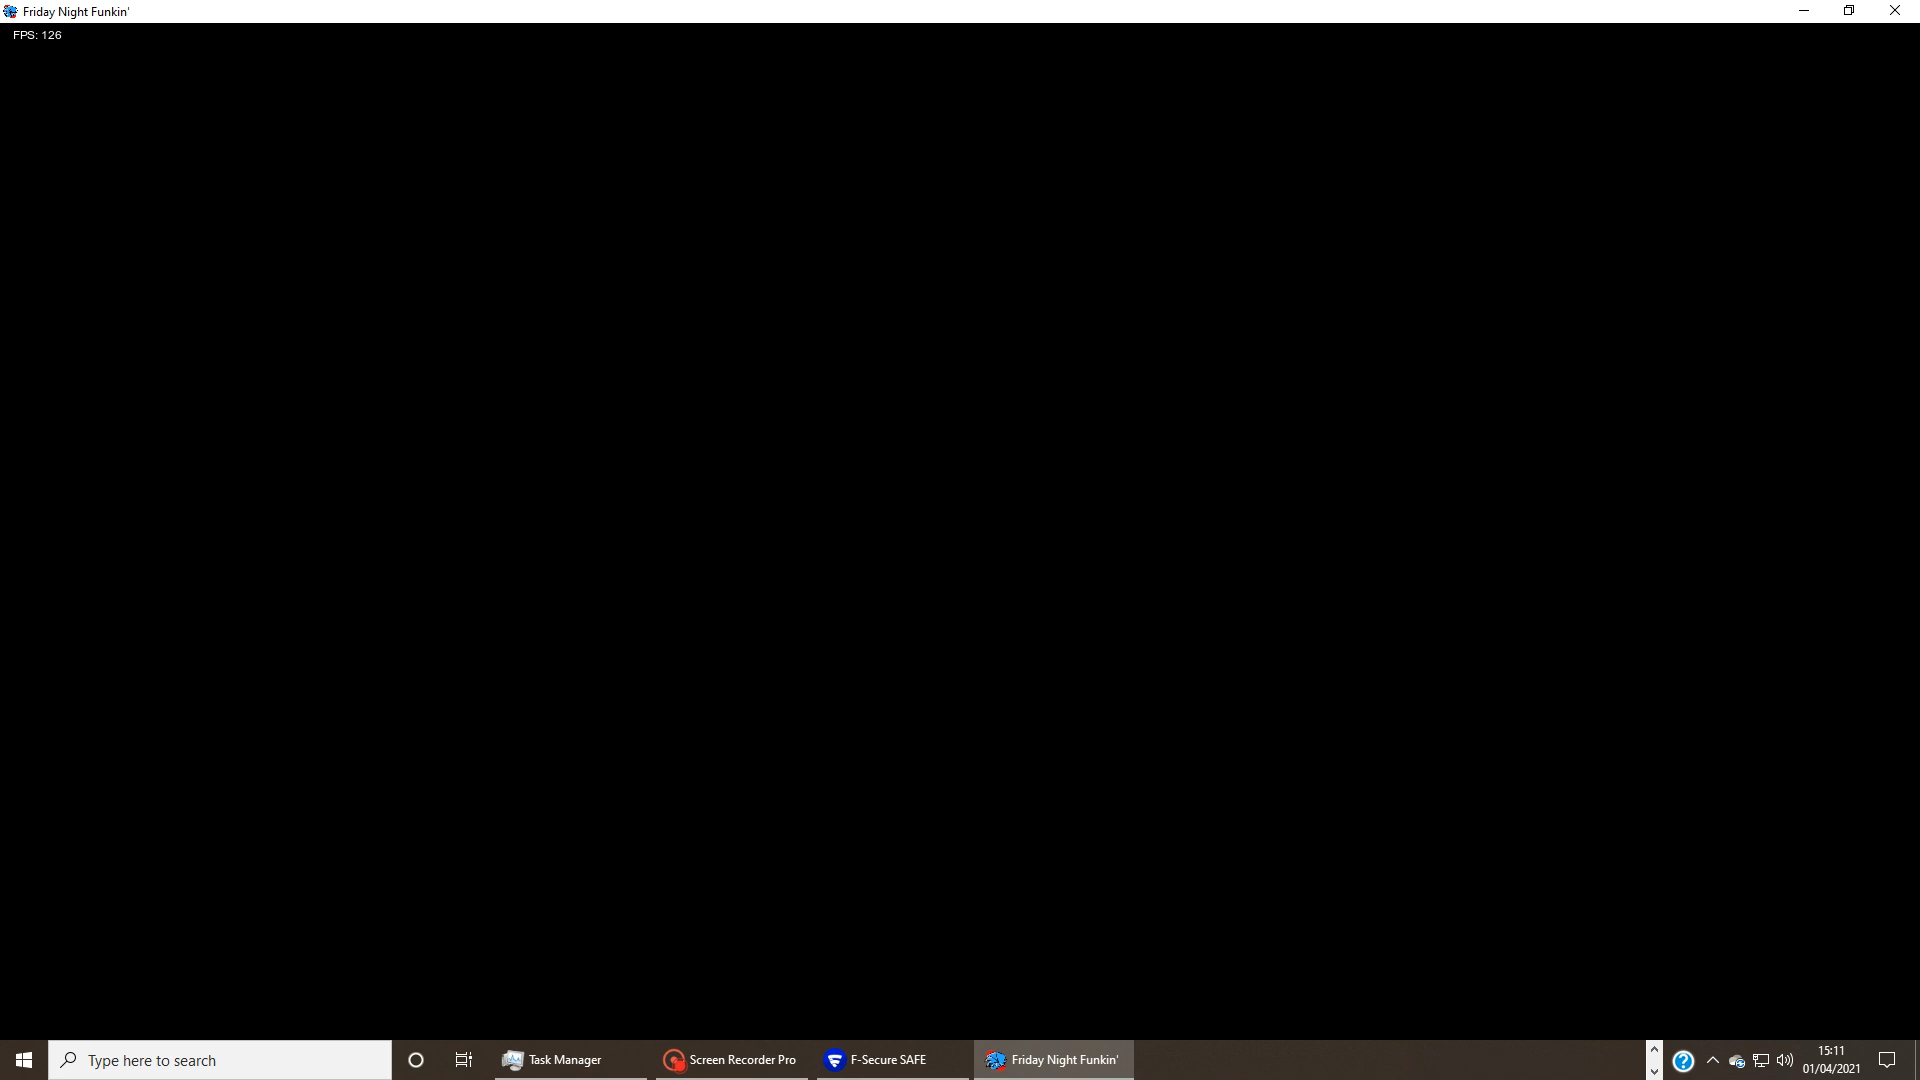 Friday Night Funkin'
FPS: 126
Type here to search
Task Manager
Screen Recorder Pro
F-Secure SAFE
Friday Night Funkin'
15:11
01/04/2021